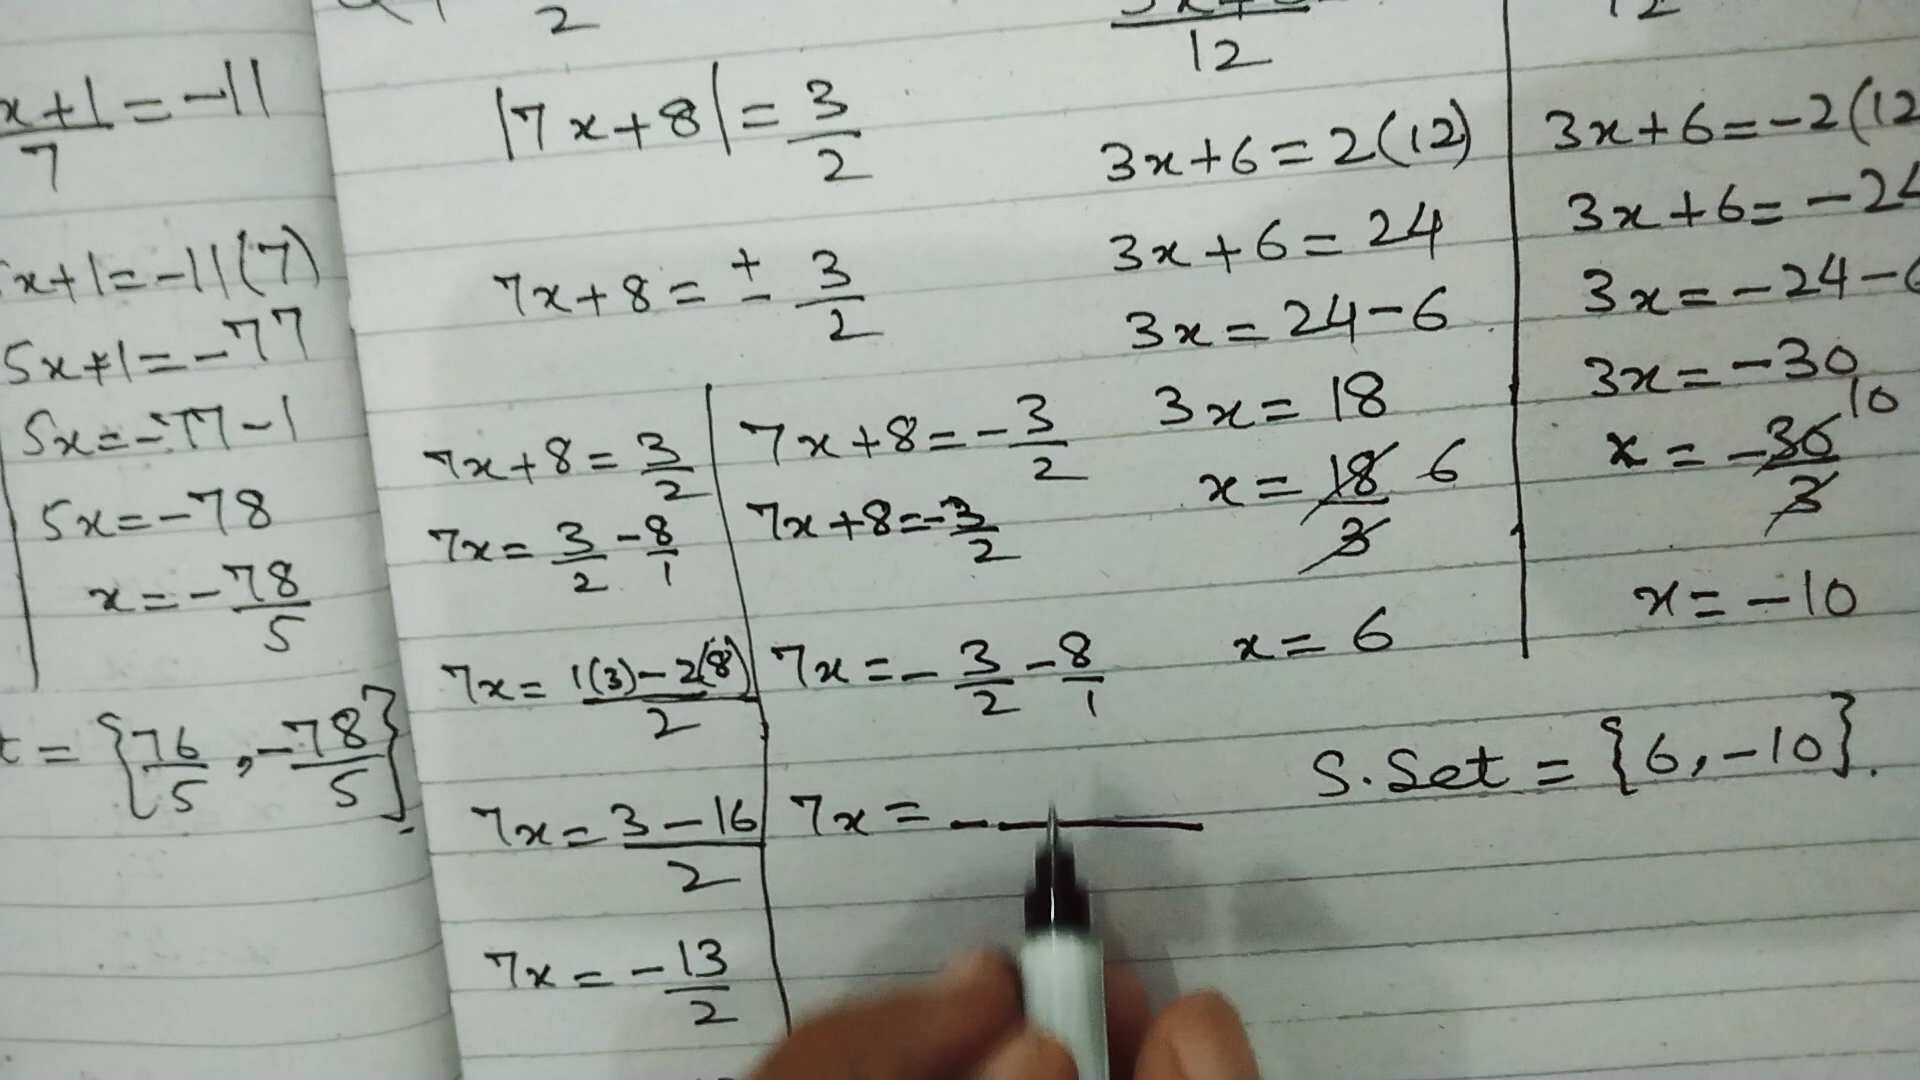 x+1/7 = -11
x+1 = -11(7)
5x+1 = -77
5x = -77-1
5x = -78
x = -78/5
t = {76/5, -78/5}.
2
|7x+8| = 3/2
7x+8 = ± 3/2
7x+8 = 3/2
7x = 3/2 - 8/1
7x = 1(3)-2(8)/2
7x = 3-16/2
7x = -13/2
7x+8 = -3/2
7x+8 = -3/2
7x = -3/2 - 8/1
7x = -
12
3x+6 = 2(12)
3x+6 = 24
3x = 24-6
3x = 18
x = 18/3 6
x = 6
12
3x+6 = -2(12
3x+6 = -24
3x = -24-6
3x = -30
x = -30/3 10
x = -10
S.Set = {6, -10}.